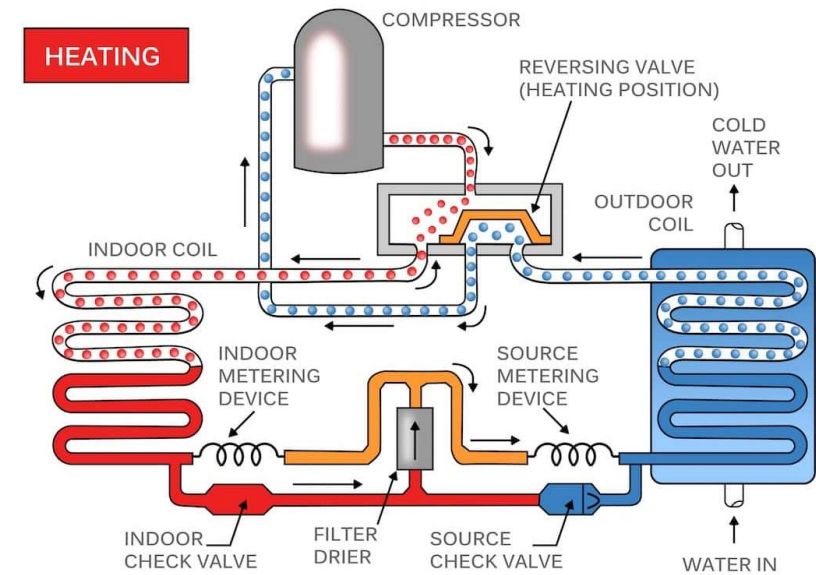 COMPRESSOR
HEATING
REVERSING VALVE
(HEATING POSITION)
COLD
WATER
OUT
OUTDOOR
COIL
INDOOR COIL
INDOOR
METERING
DEVICE
SOURCE
METERING
DEVICE
INDOOR
CHECK VALVE
FILTER
DRIER
SOURCE
CHECK VALVE
WATER IN